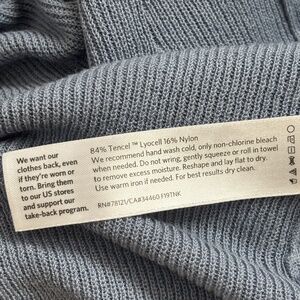 We want our
clothes back, even
if they're worn or
torn. Bring them
to our US stores
and support our
take-back program.
84% Tencel™ Lyocell 16% Nylon
We recommend hand wash cold, only non-chlorine bleach
when needed. Do not wring, gently squeeze or roll in towel
to remove excess moisture. Reshape and lay flat to dry.
Use warm iron if needed. For best results dry clean.
RN#78121/CA#34460 F19TNK